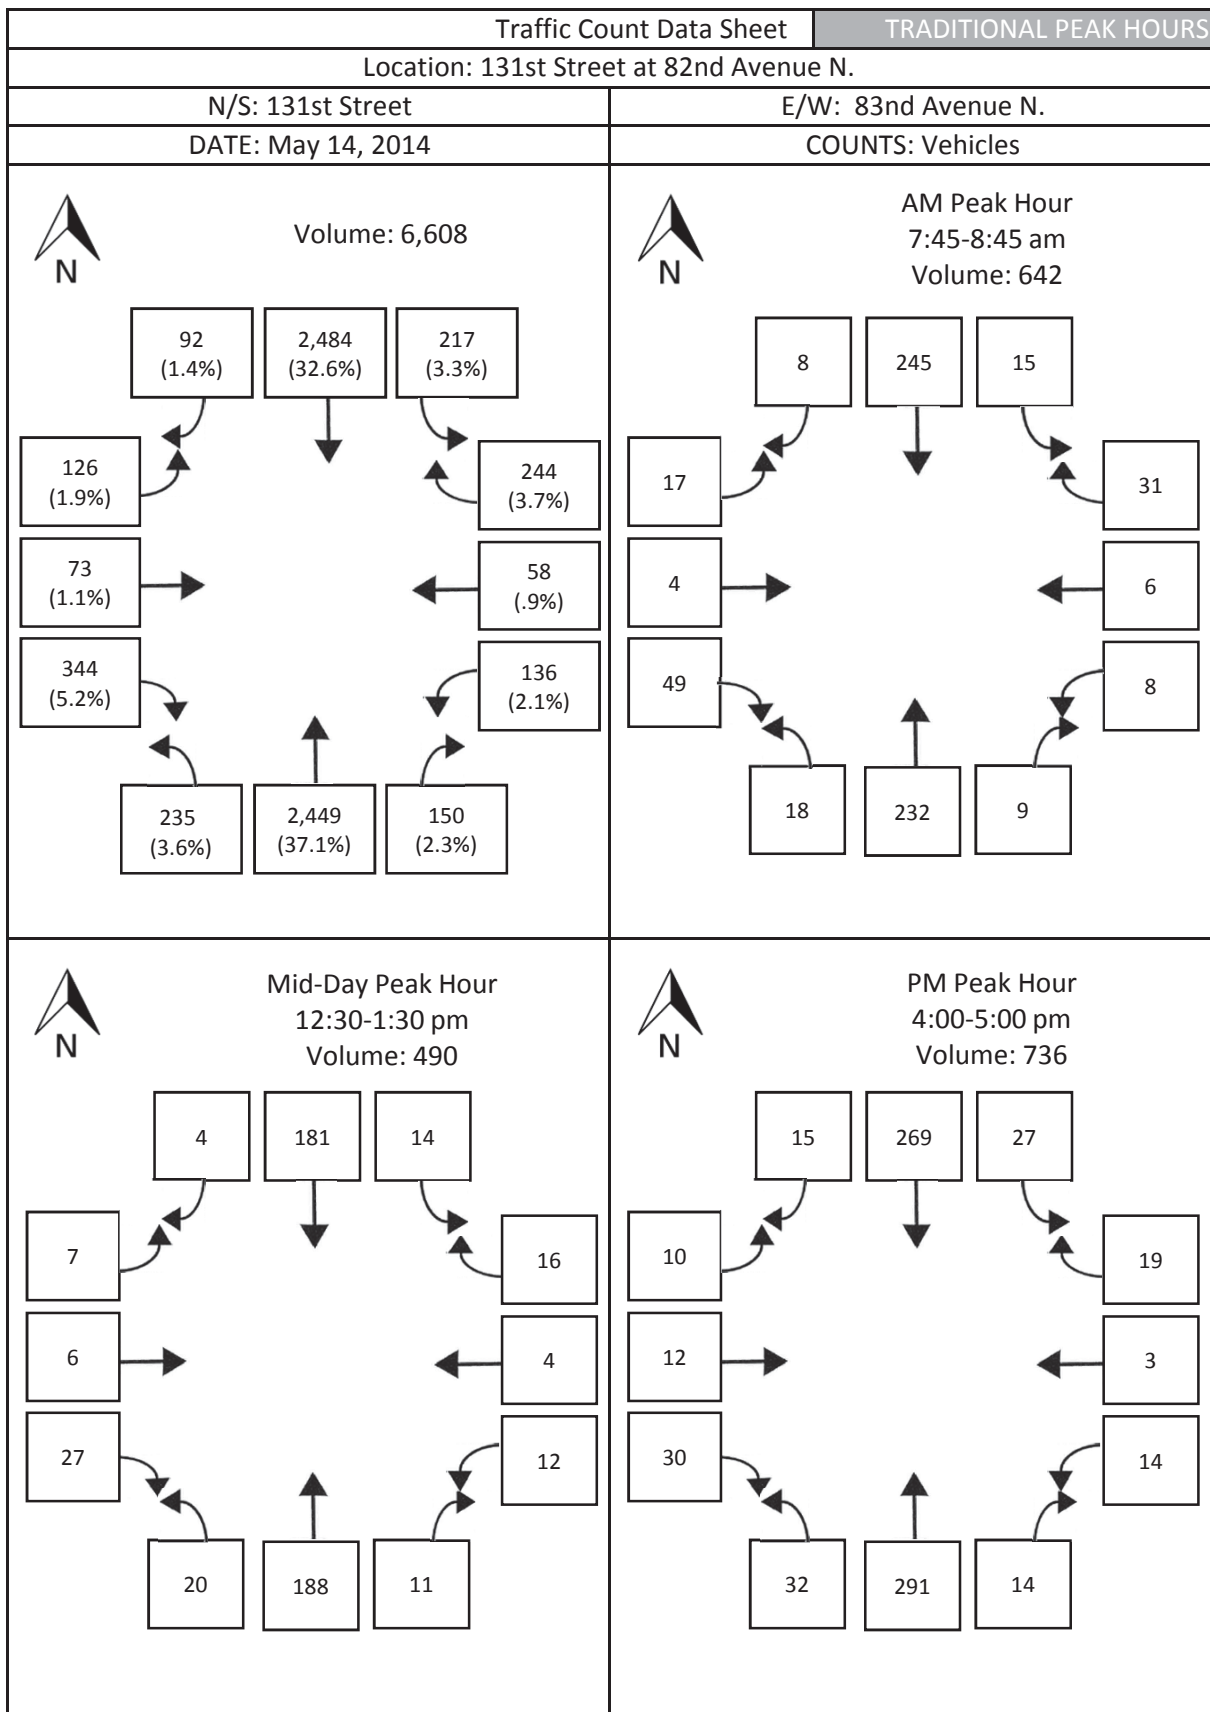 Traffic Count Data Sheet
TRADITIONAL PEAK HOURS
Location: 131st Street at 82nd Avenue N.
N/S: 131st Street
E/W: 83nd Avenue N.
DATE: May 14, 2014
COUNTS: Vehicles
N
Volume: 6,608
92
(1.4%)
2,484
(32.6%)
217
(3.3%)
126
(1.9%)
244
(3.7%)
73
(1.1%)
58
(.9%)
344
(5.2%)
136
(2.1%)
235
(3.6%)
2,449
(37.1%)
150
(2.3%)
N
AM Peak Hour
7:45-8:45 am
Volume: 642
8
245
15
17
31
4
6
49
8
18
232
9
N
Mid-Day Peak Hour
12:30-1:30 pm
Volume: 490
4
181
14
7
16
6
4
27
12
20
188
11
N
PM Peak Hour
4:00-5:00 pm
Volume: 736
15
269
27
10
19
12
3
30
14
32
291
14